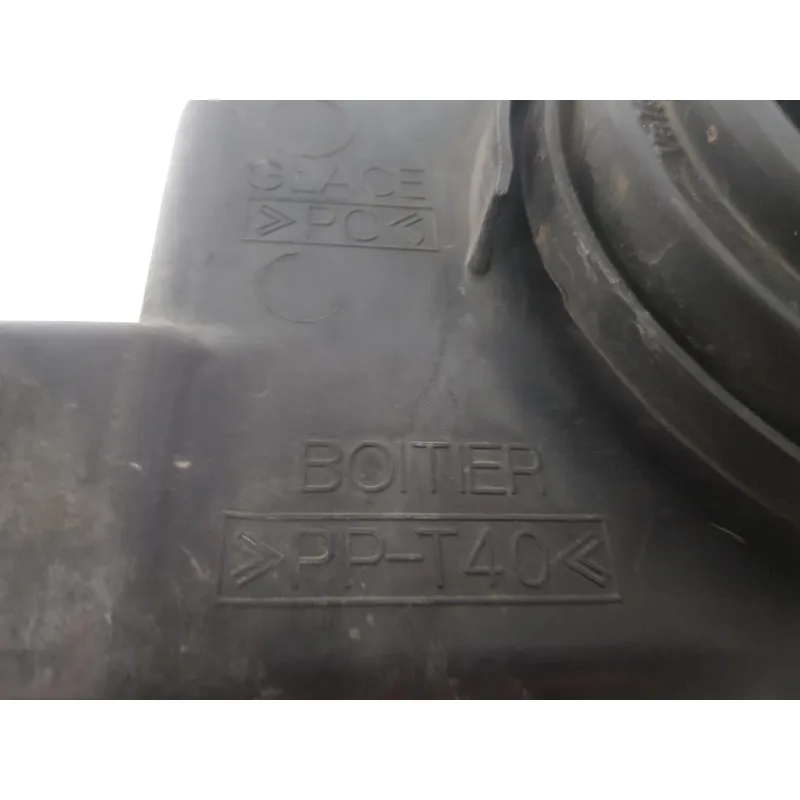 GLACE
>PC<
BOITIER
>PP-T40<